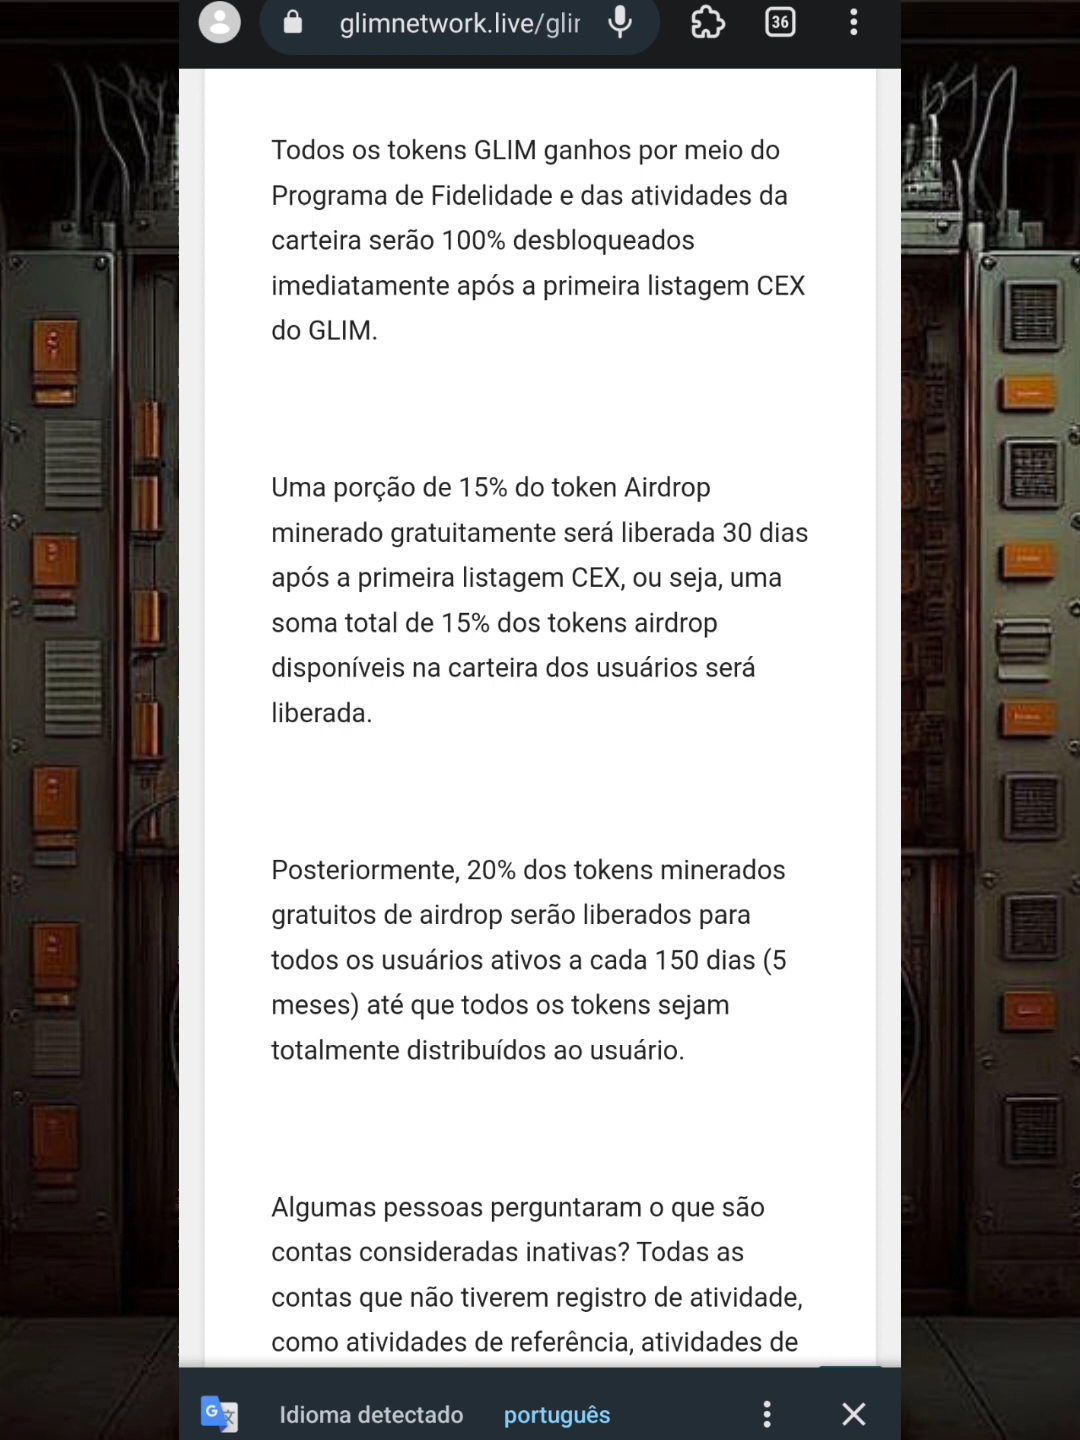 glimnetwork.live/glir
36
Todos os tokens GLIM ganhos por meio do
Programa de Fidelidade e das atividades da
carteira serão 100% desbloqueados
imediatamente após a primeira listagem CEX
do GLIM.
Uma porção de 15% do token Airdrop
minerado gratuitamente será liberada 30 dias
após a primeira listagem CEX, ou seja, uma
soma total de 15% dos tokens airdrop
disponíveis na carteira dos usuários será
liberada.
Posteriormente, 20% dos tokens minerados
gratuitos de airdrop serão liberados para
todos os usuários ativos a cada 150 dias (5
meses) até que todos os tokens sejam
totalmente distribuídos ao usuário.
Algumas pessoas perguntaram o que são
contas consideradas inativas? Todas as
contas que não tiverem registro de atividade,
como atividades de referência, atividades de
G 文
Idioma detectado português